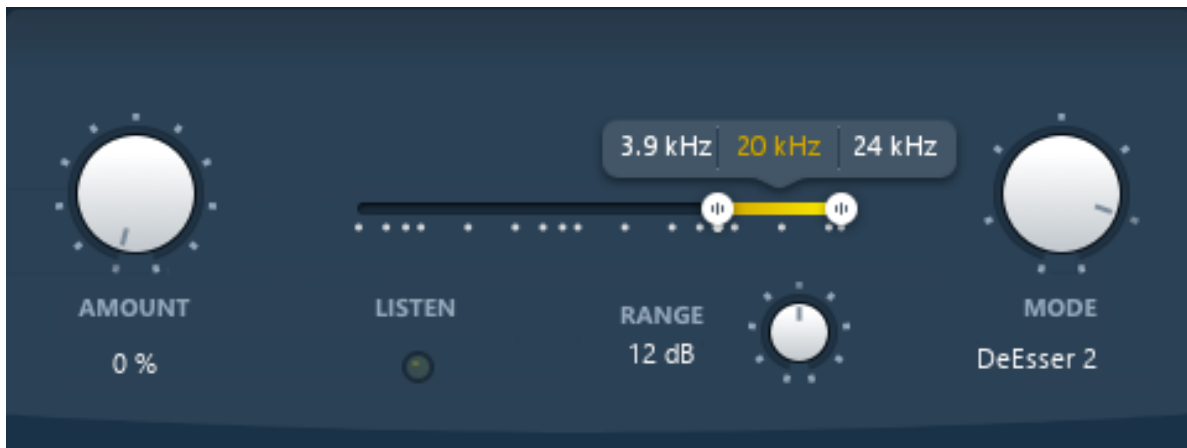 3.9 kHz 20 kHz 24 kHz
AMOUNT
0 %
LISTEN
RANGE
12 dB
MODE
DeEsser 2